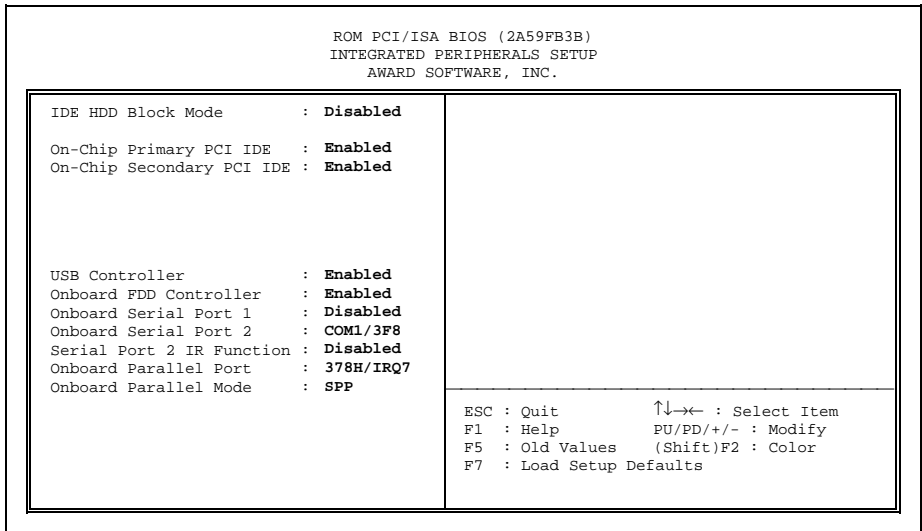 ROM PCI/ISA BIOS (2A59FB3B)
INTEGRATED PERIPHERALS SETUP
AWARD SOFTWARE, INC.
IDE HDD Block Mode : Disabled
On-Chip Primary PCI IDE : Enabled
On-Chip Secondary PCI IDE : Enabled
USB Controller : Enabled
Onboard FDD Controller : Enabled
Onboard Serial Port 1 : Disabled
Onboard Serial Port 2 : COM1/3F8
Serial Port 2 IR Function : Disabled
Onboard Parallel Port : 378H/IRQ7
Onboard Parallel Mode : SPP
ESC : Quit ↑↓→← : Select Item
F1 : Help PU/PD/+/- : Modify
F5 : Old Values (Shift)F2 : Color
F7 : Load Setup Defaults